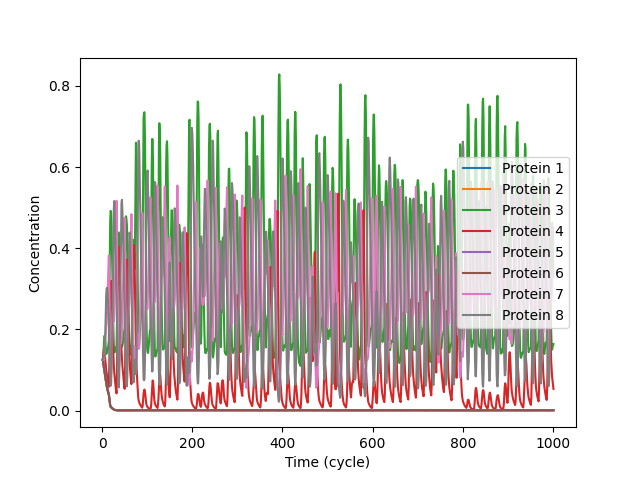 Concentration
0.8
0.6
0.4
0.2
0.0
0
200
400
600
800
1000
Time (cycle)
Protein 1
Protein 2
Protein 3
Protein 4
Protein 5
Protein 6
Protein 7
Protein 8